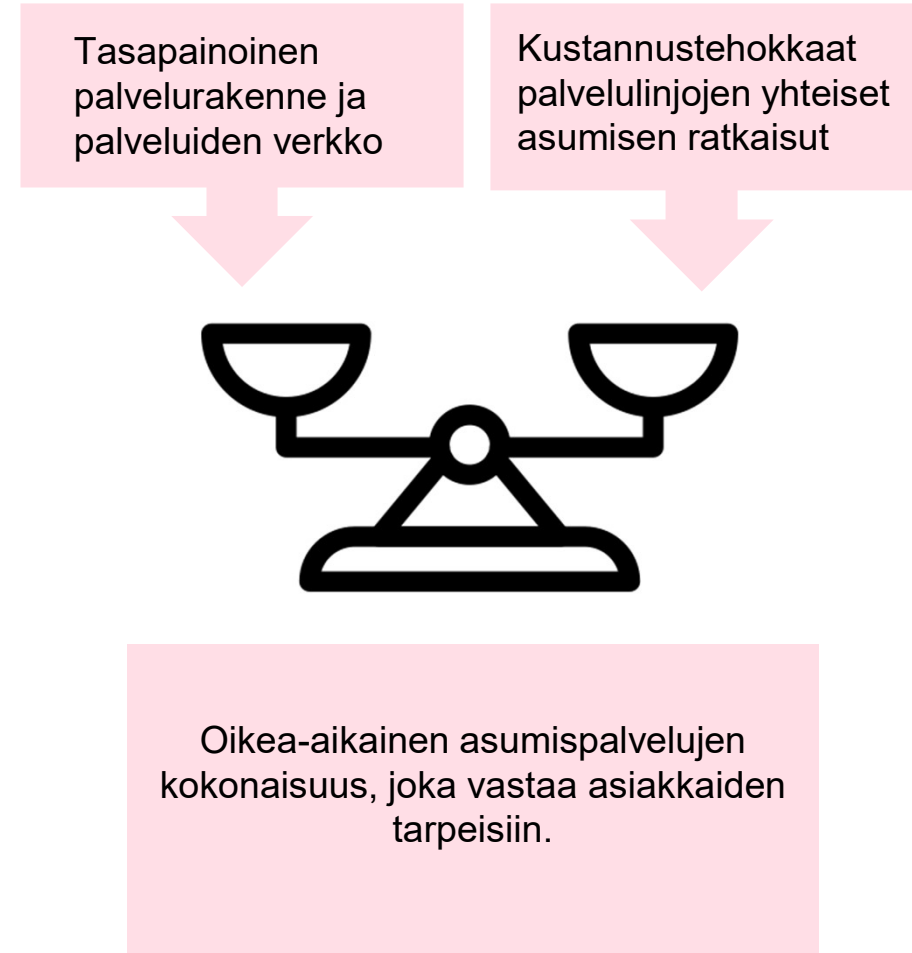 Tasapainoinen
palvelurakenne ja
palveluiden verkko
Kustannustehokkaat
palvelulinjojen yhteiset
asumisen ratkaisut
Oikea-aikainen asumispalvelujen
kokonaisuus, joka vastaa asiakkaiden
tarpeisiin.